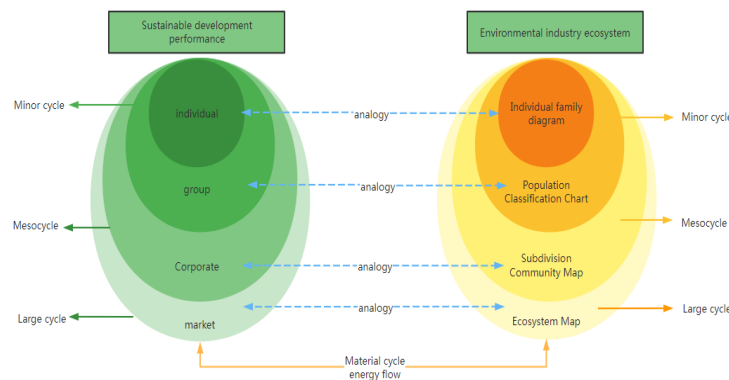 Sustainable development
performance
Environmental industry ecosystem
Minor cycle
individual
analogy
Individual family
diagram
Minor cycle
group
analogy
Population
Classification Chart
Mesocycle
Mesocycle
Corporate
analogy
Subdivision
Community Map
Large cycle
market
analogy
Ecosystem Map
Large cycle
Material cycle
energy flow